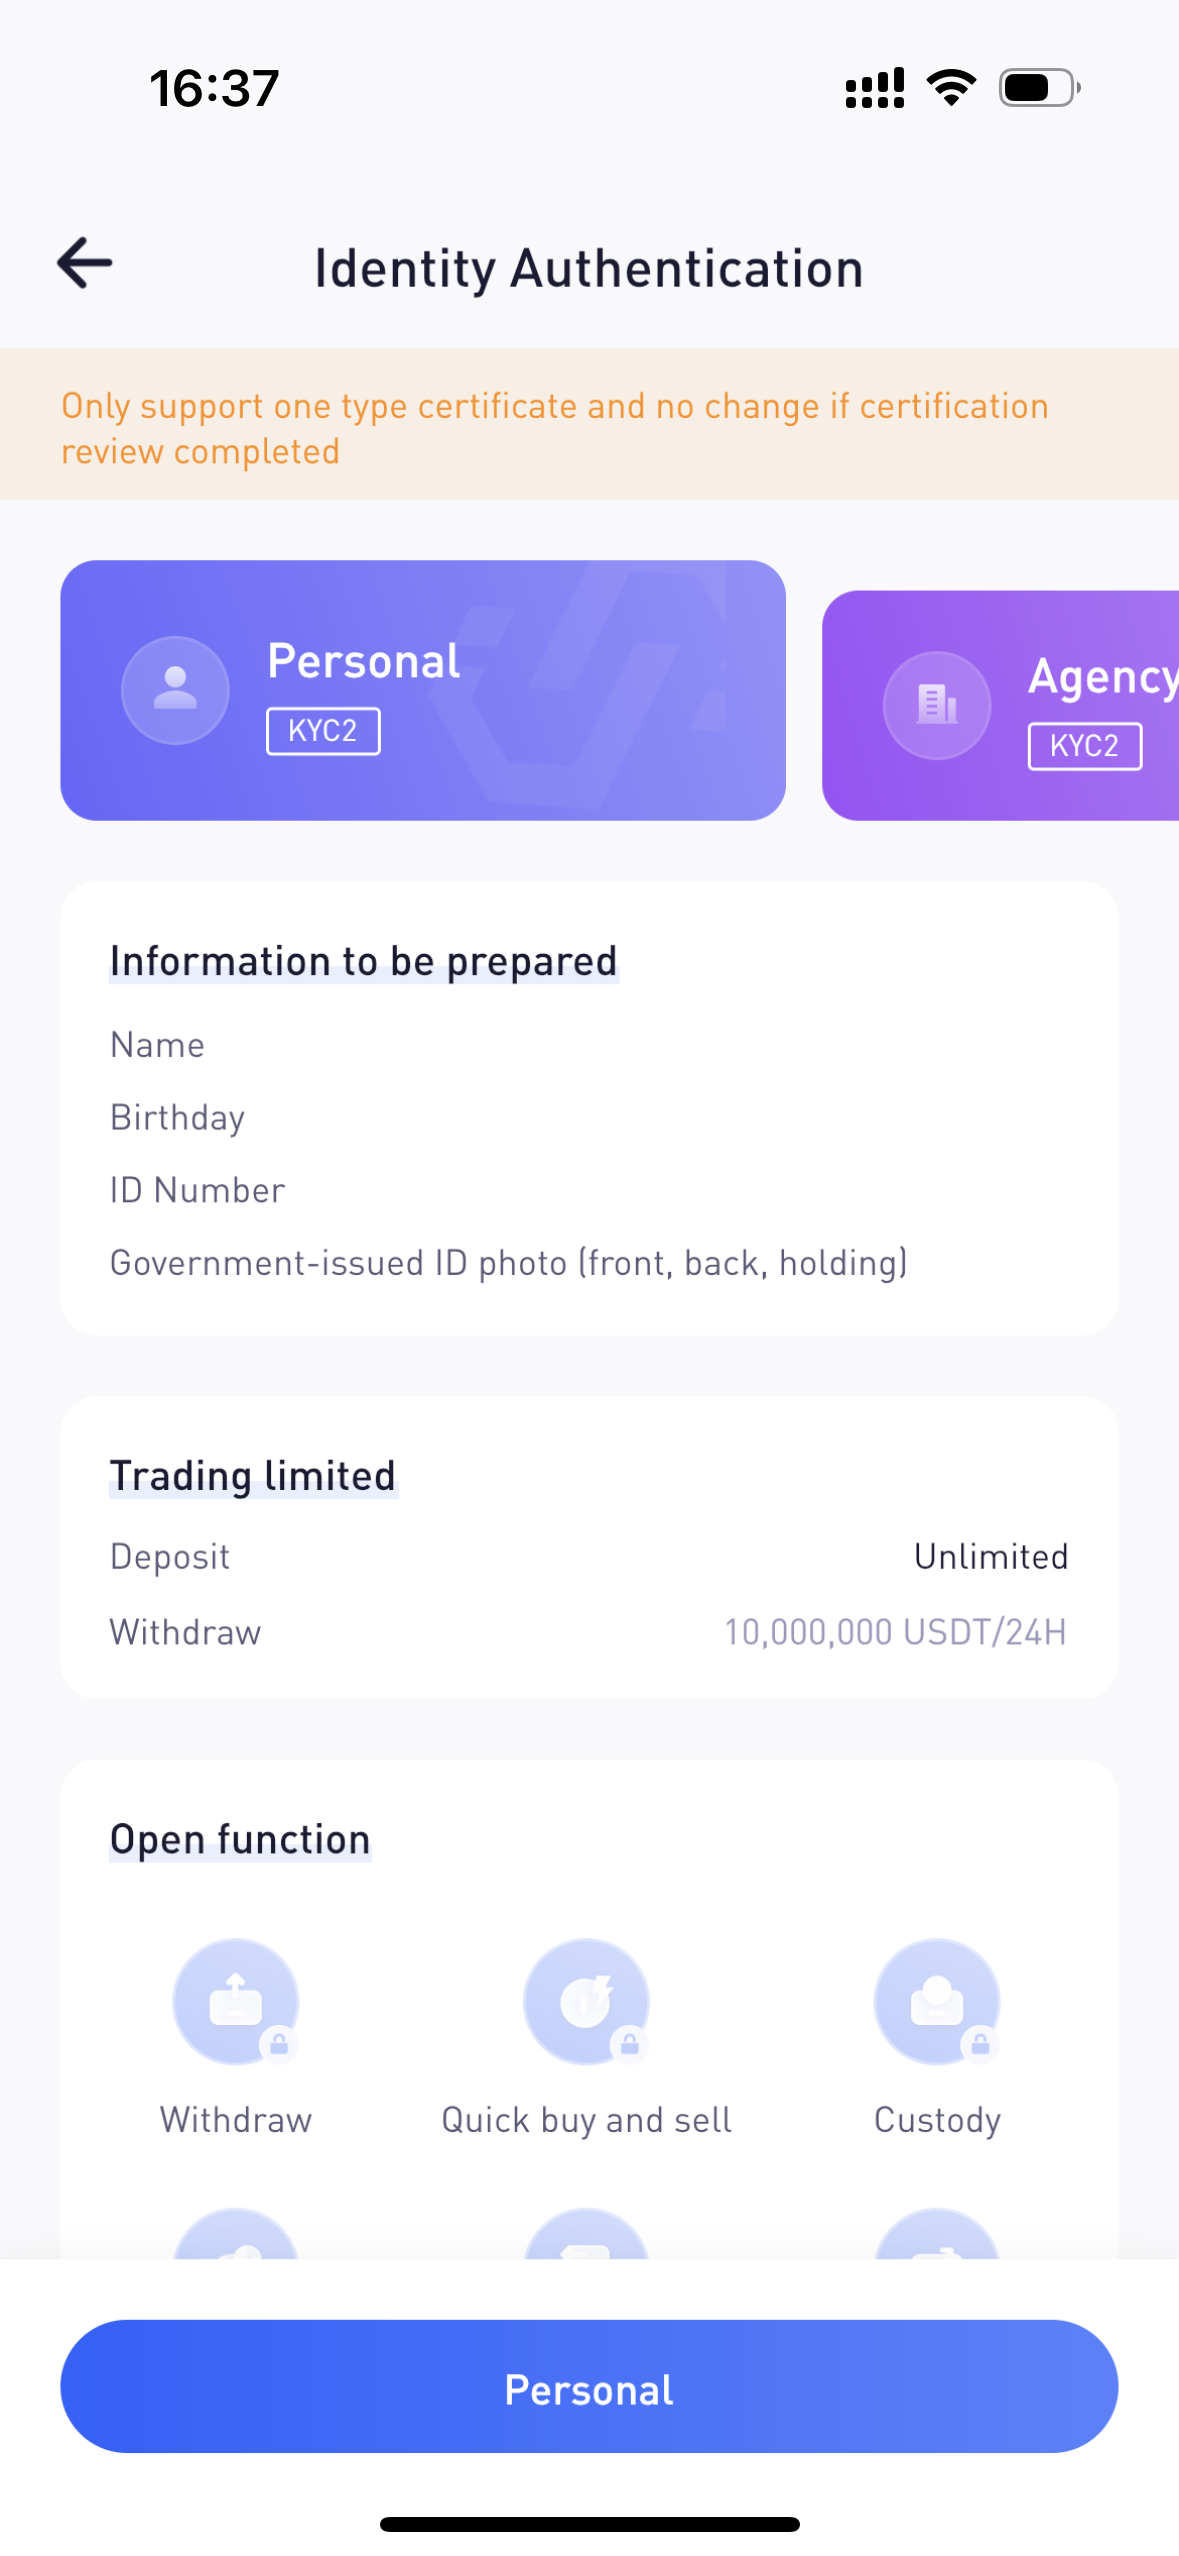 16:37
Identity Authentication
Only support one type certificate and no change if certification
review completed
Personal
KYC2
Agency
KYC2
Information to be prepared
Name
Birthday
ID Number
Government-issued ID photo (front, back, holding)
Trading limited
Deposit Unlimited
Withdraw 10,000,000 USDT/24H
Open function
Withdraw Quick buy and sell Custody
Personal